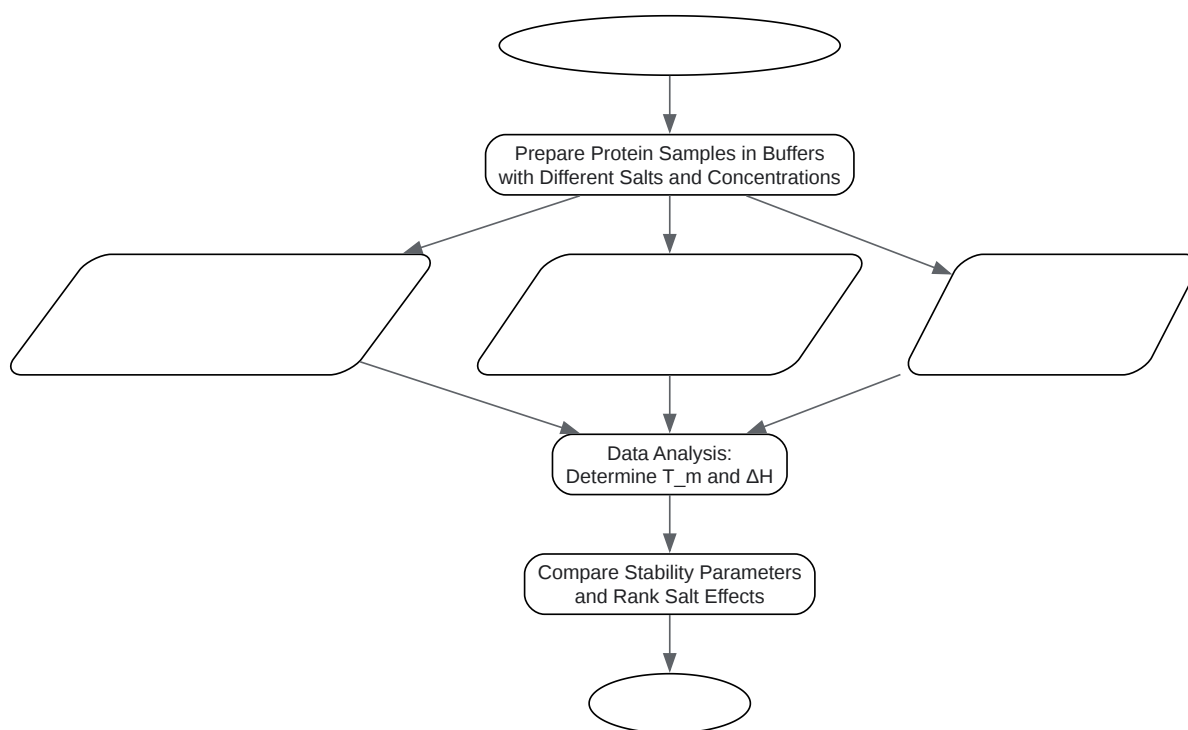 Prepare Protein Samples in Buffers
with Different Salts and Concentrations
Data Analysis:
Determine T_m and ΔH
Compare Stability Parameters
and Rank Salt Effects